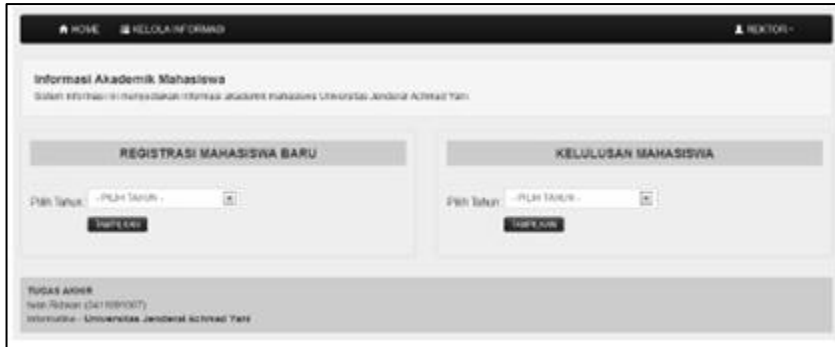 HOME KELOLA INFORMASI REKTOR
Informasi Akademik Mahasiswa
Sistem informasi ini menyediakan informasi akademik mahasiswa Universitas Jenderal Achmad Yani
REGISTRASI MAHASISWA BARU
Pilih Tahun: - PILIH TAHUN -
TAMPILKAN
KELULUSAN MAHASISWA
Pilih Tahun: - PILIH TAHUN -
TAMPILKAN
TUGAS AKHIR
Iwan Ridwan
Informatika - Universitas Jenderal Achmad Yani